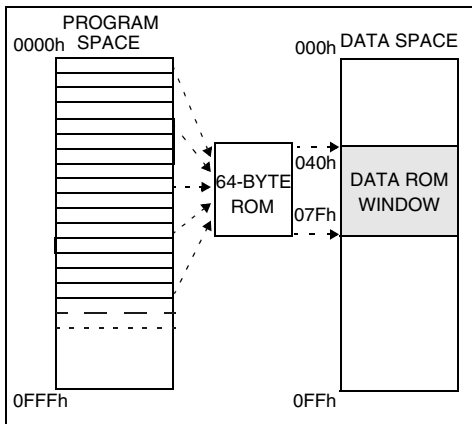 PROGRAM
SPACE
0000h
000h
DATA SPACE
040h
64-BYTE
ROM
DATA ROM
WINDOW
07Fh
0FFFh
0FFh